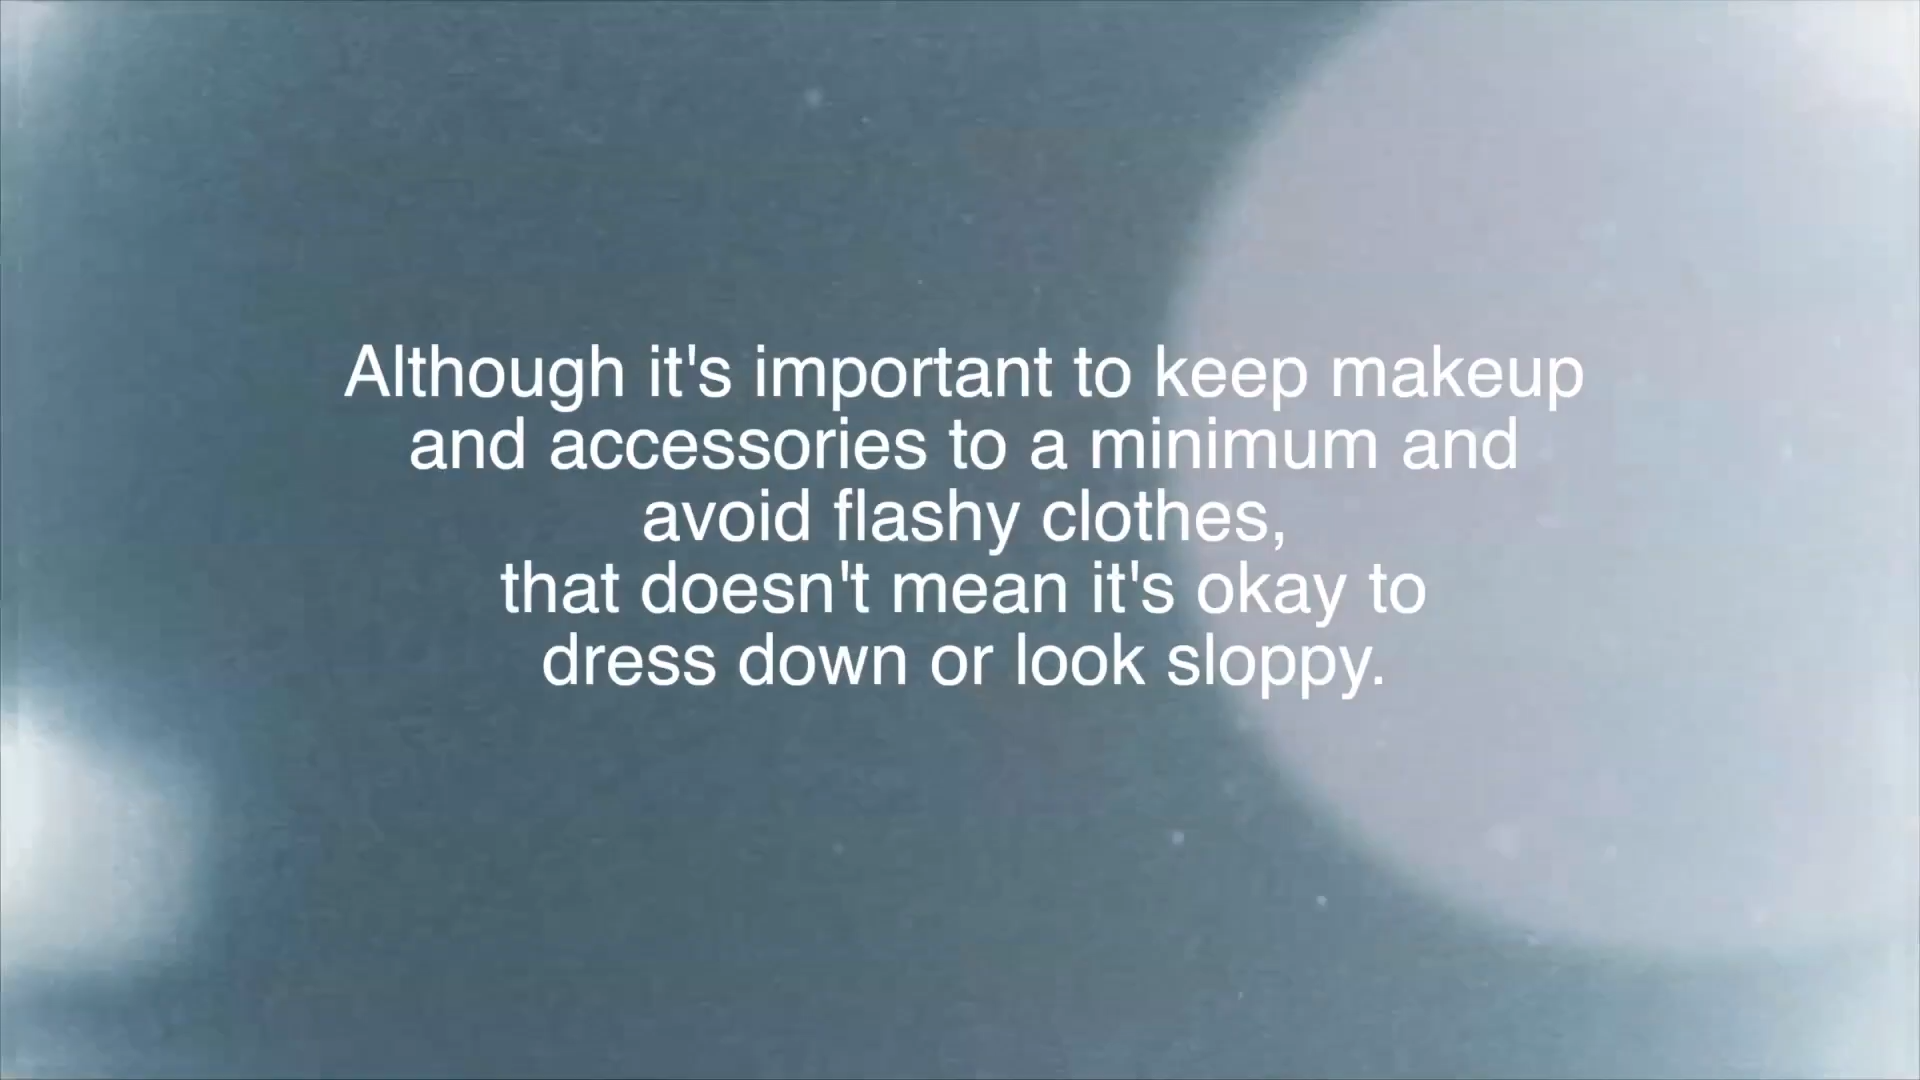 Although it's important to keep makeup
and accessories to a minimum and
avoid flashy clothes,
that doesn't mean it's okay to
dress down or look sloppy.